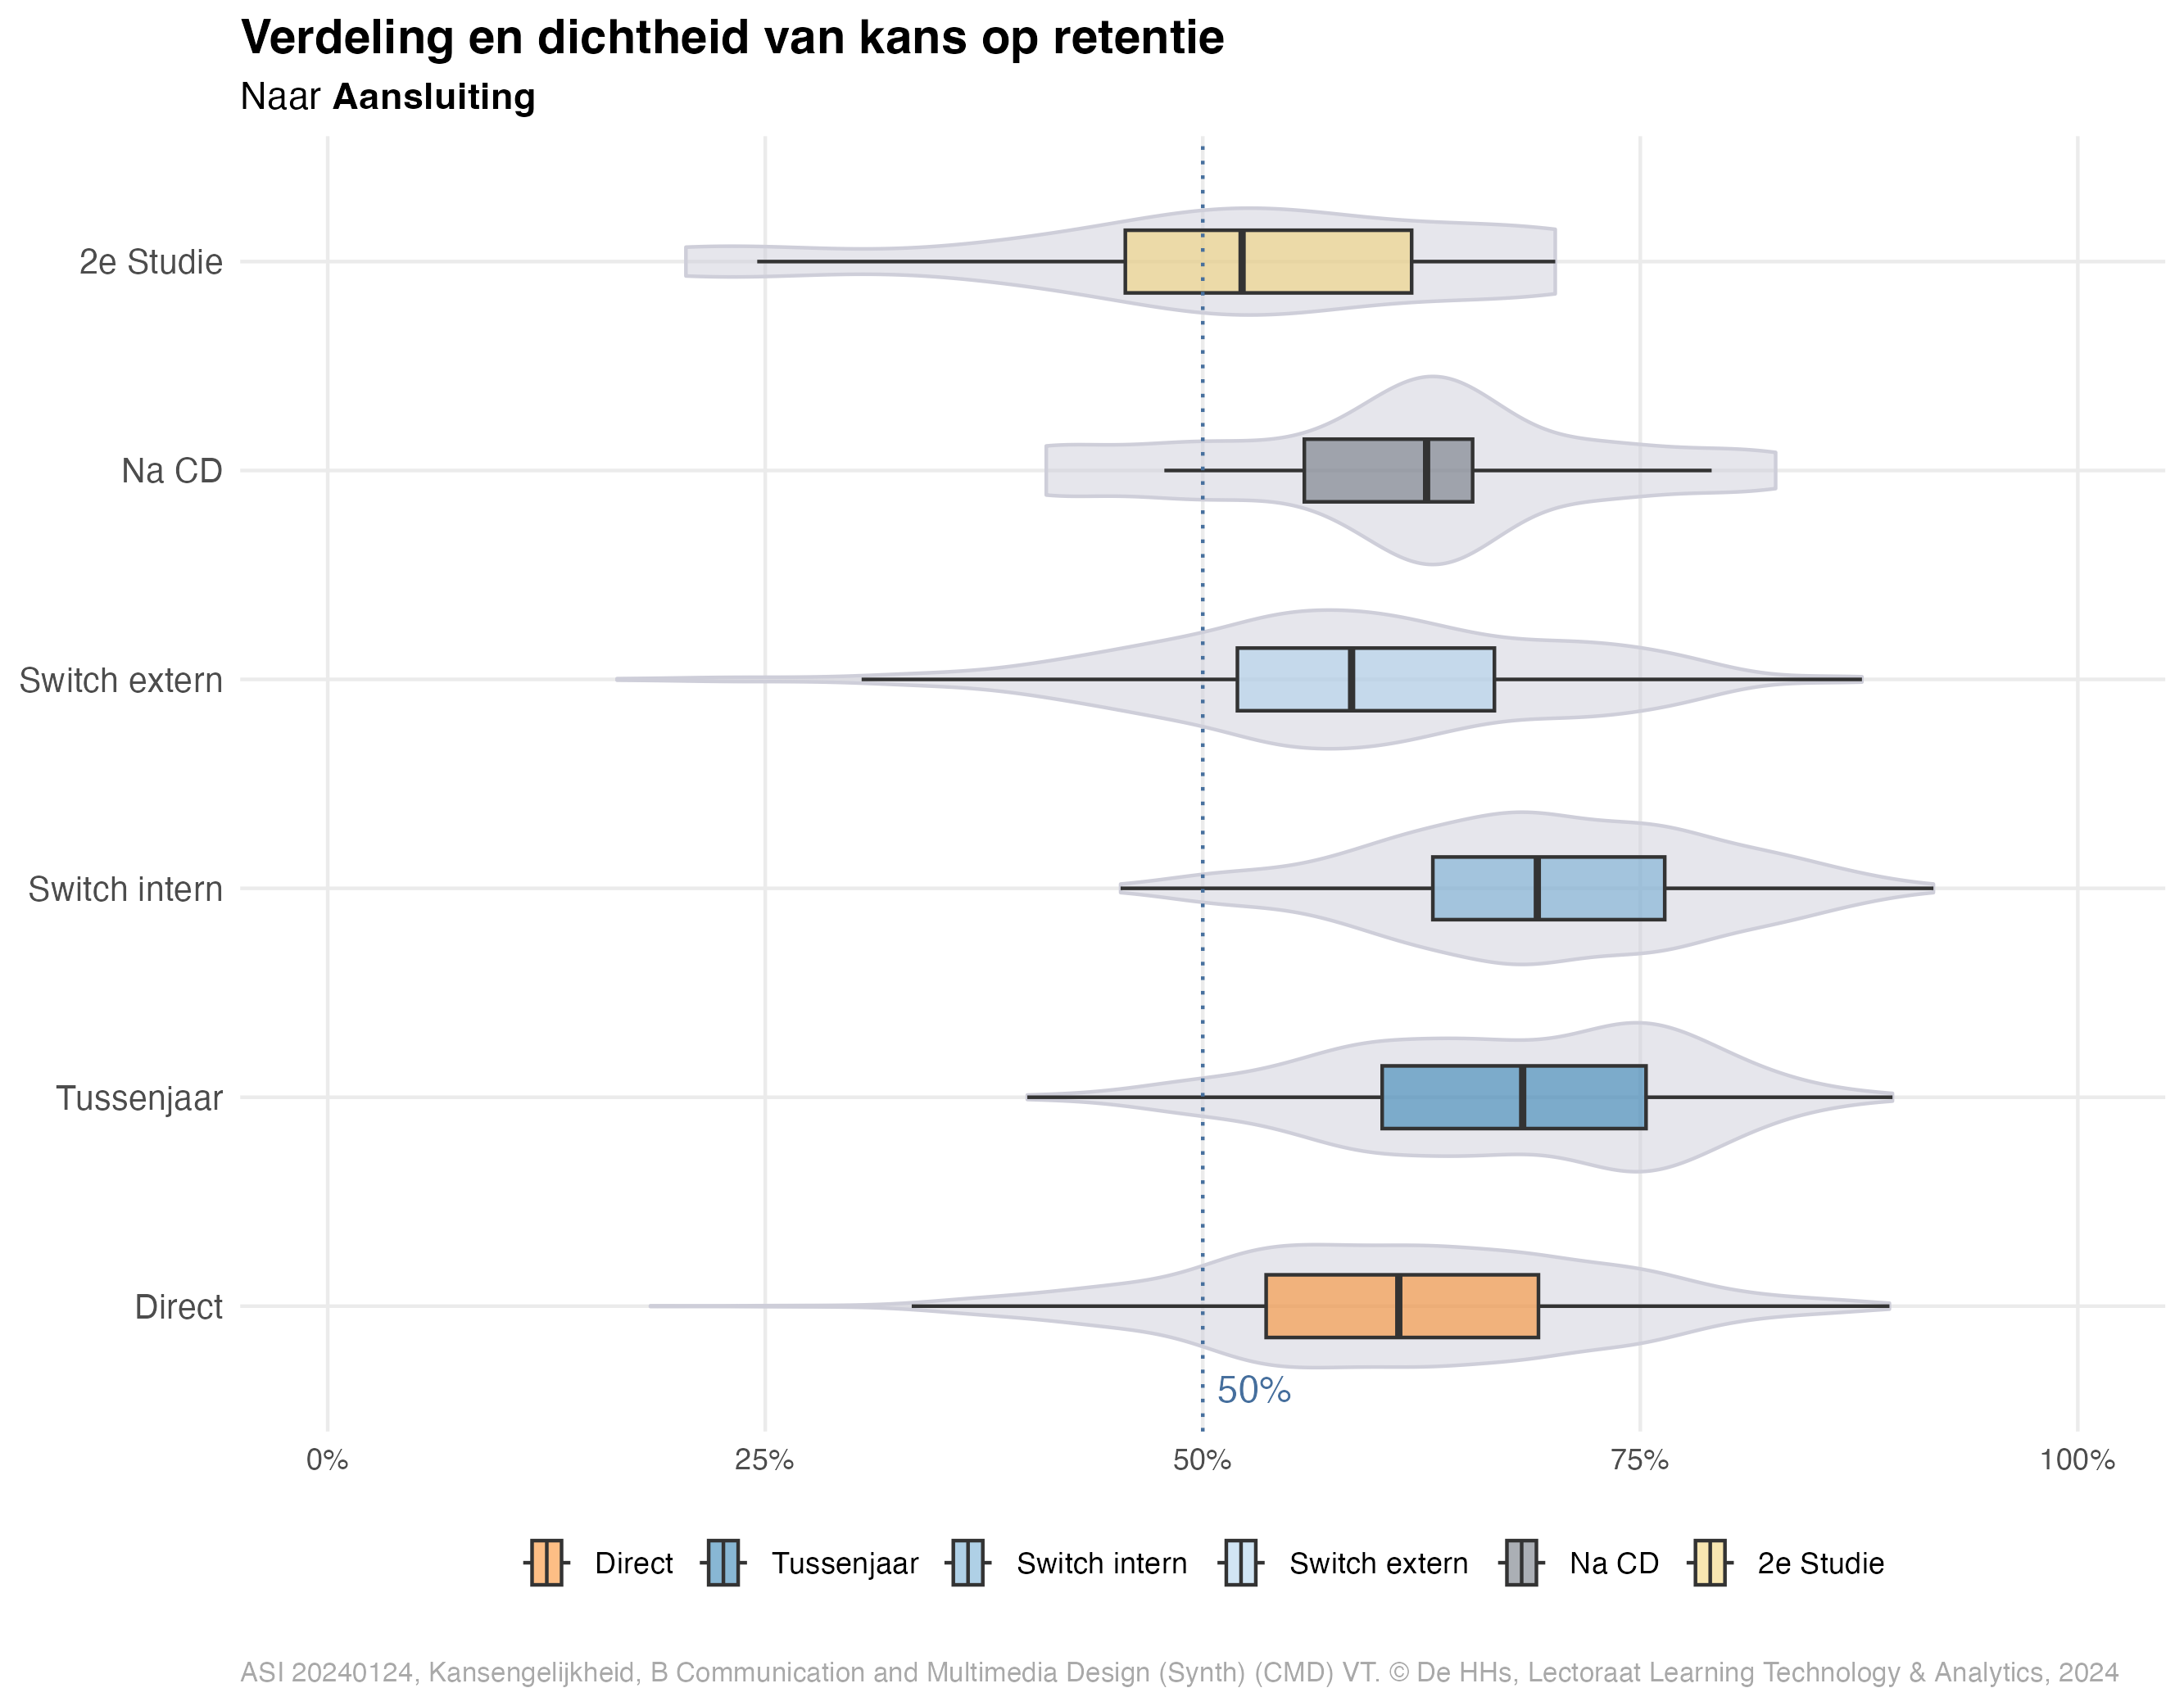 Verdeling en dichtheid van kans op retentie
Naar Aansluiting
2e Studie
Na CD
Switch extern
Switch intern
Tussenjaar
Direct
50%
0% 25% 50% 75% 100%
Direct Tussenjaar Switch intern Switch extern Na CD 2e Studie
ASI 20240124, Kansengelijkheid, B Communication and Multimedia Design (Synth) (CMD) VT. © De HHs, Lectoraat Learning Technology & Analytics, 2024